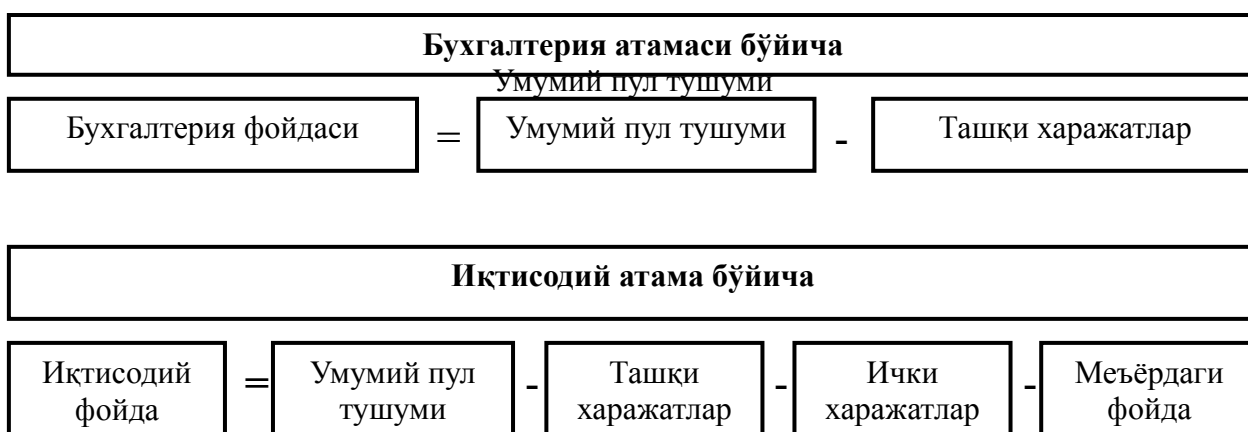 Бухгалтерия атамаси бўйича
Умумий пул тушуми
Бухгалтерия фойдаси = Умумий пул тушуми - Ташқи харажатлар
Иқтисодий атама бўйича
Иқтисодий фойда = Умумий пул тушуми - Ташқи харажатлар - Ички харажатлар - Меъёрдаги фойда